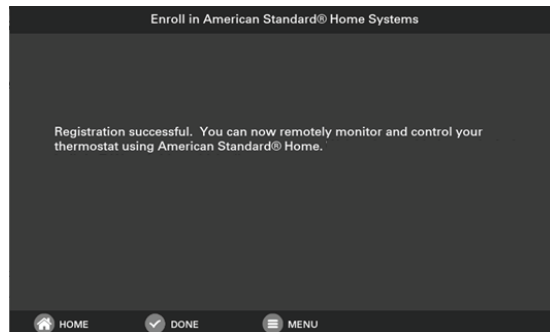 Enroll in American Standard® Home Systems
Registration successful. You can now remotely monitor and control your
thermostat using American Standard® Home.
HOME DONE MENU